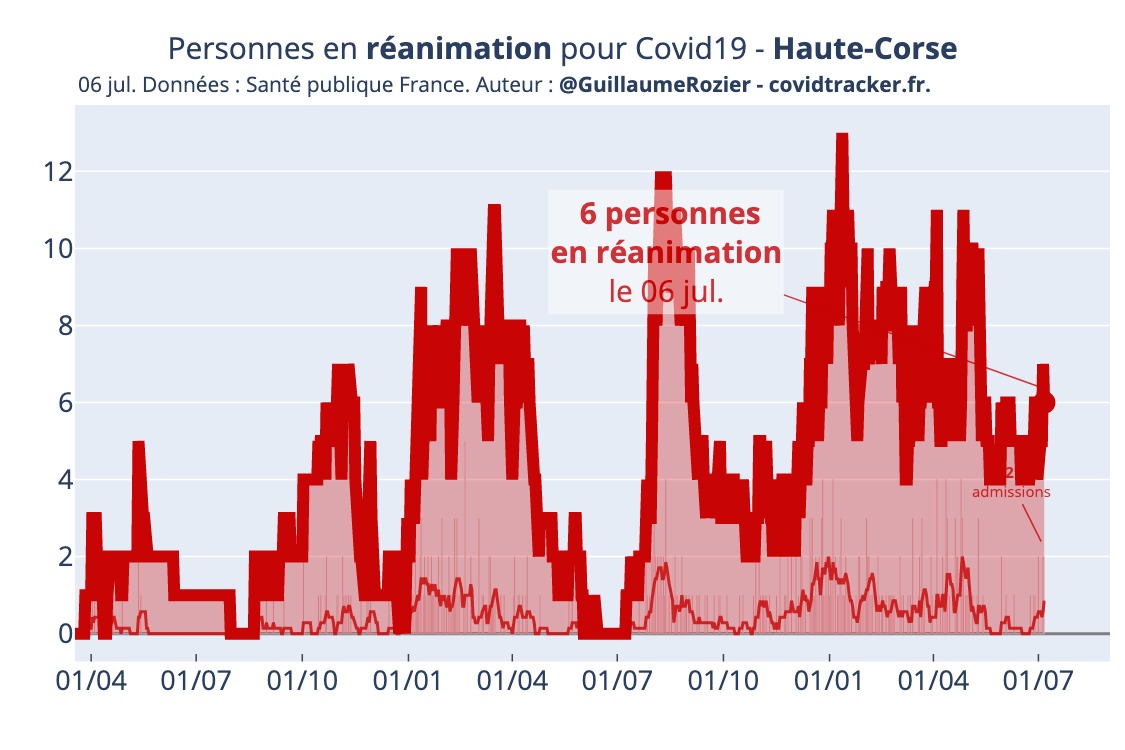 Personnes en réanimation pour Covid19 - Haute-Corse
06 jul. Données : Santé publique France. Auteur : @GuillaumeRozier - covidtracker.fr.
12
10
8
6
4
2
0
6 personnes
en réanimation
le 06 jul.
2
admissions
01/04 01/07 01/10 01/01 01/04 01/07 01/10 01/01 01/04 01/07